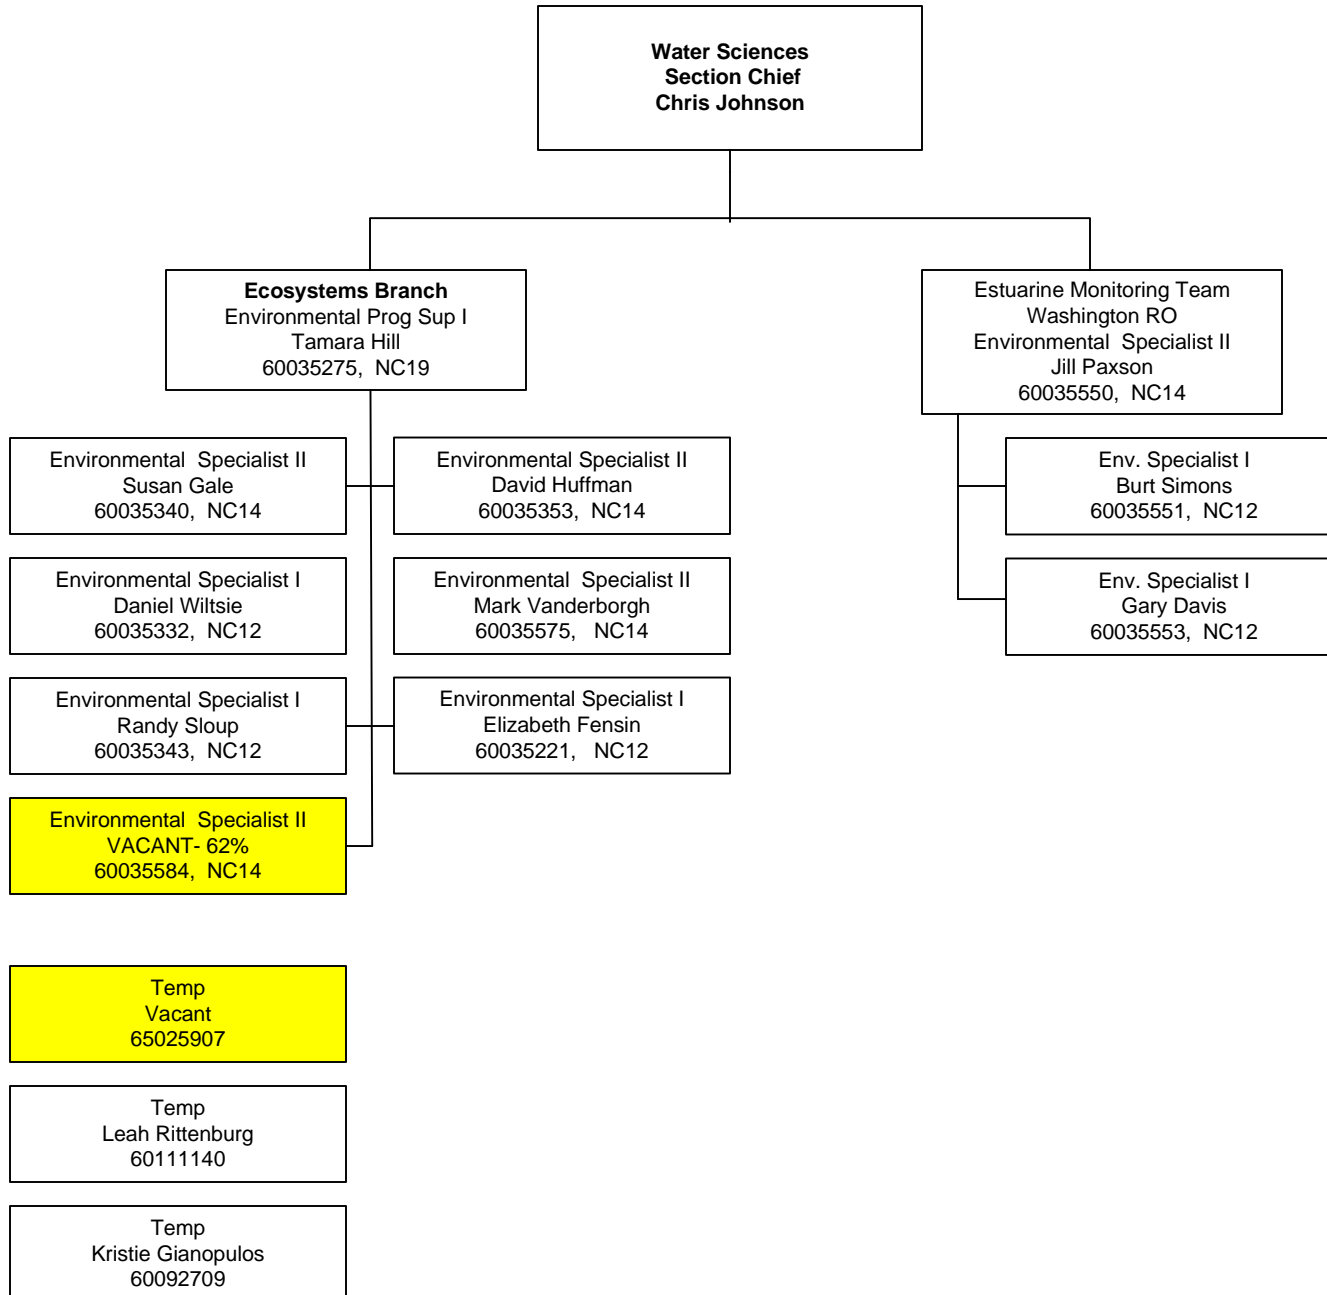 Water Sciences
Section Chief
Chris Johnson
Ecosystems Branch
Environmental Prog Sup I
Tamara Hill
60035275, NC19
Estuarine Monitoring Team
Washington RO
Environmental Specialist II
Jill Paxson
60035550, NC14
Environmental Specialist II
Susan Gale
60035340, NC14
Environmental Specialist II
David Huffman
60035353, NC14
Env. Specialist I
Burt Simons
60035551, NC12
Environmental Specialist I
Daniel Wiltsie
60035332, NC12
Environmental Specialist II
Mark Vanderborgh
60035575, NC14
Env. Specialist I
Gary Davis
60035553, NC12
Environmental Specialist I
Randy Sloup
60035343, NC12
Environmental Specialist I
Elizabeth Fensin
60035221, NC12
Environmental Specialist II
VACANT- 62%
60035584, NC14
Temp
Vacant
65025907
Temp
Leah Rittenburg
60111140
Temp
Kristie Gianopulos
60092709